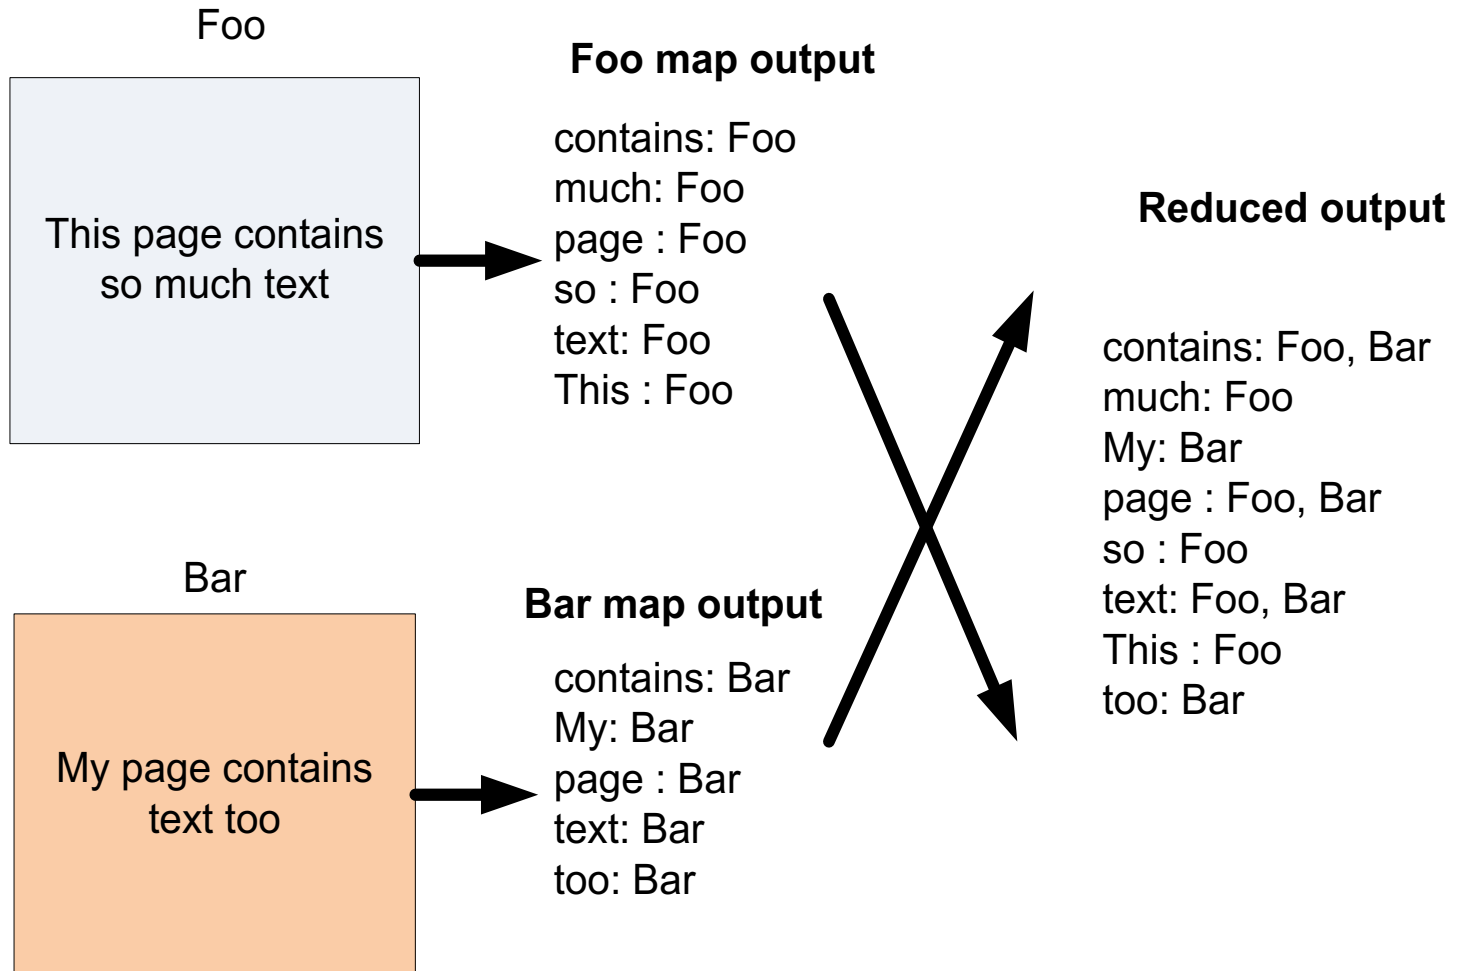 Foo
This page contains
so much text
Foo map output
contains: Foo
much: Foo
page : Foo
so : Foo
text: Foo
This : Foo
Bar
My page contains
text too
Bar map output
contains: Bar
My: Bar
page : Bar
text: Bar
too: Bar
Reduced output
contains: Foo, Bar
much: Foo
My: Bar
page : Foo, Bar
so : Foo
text: Foo, Bar
This : Foo
too: Bar